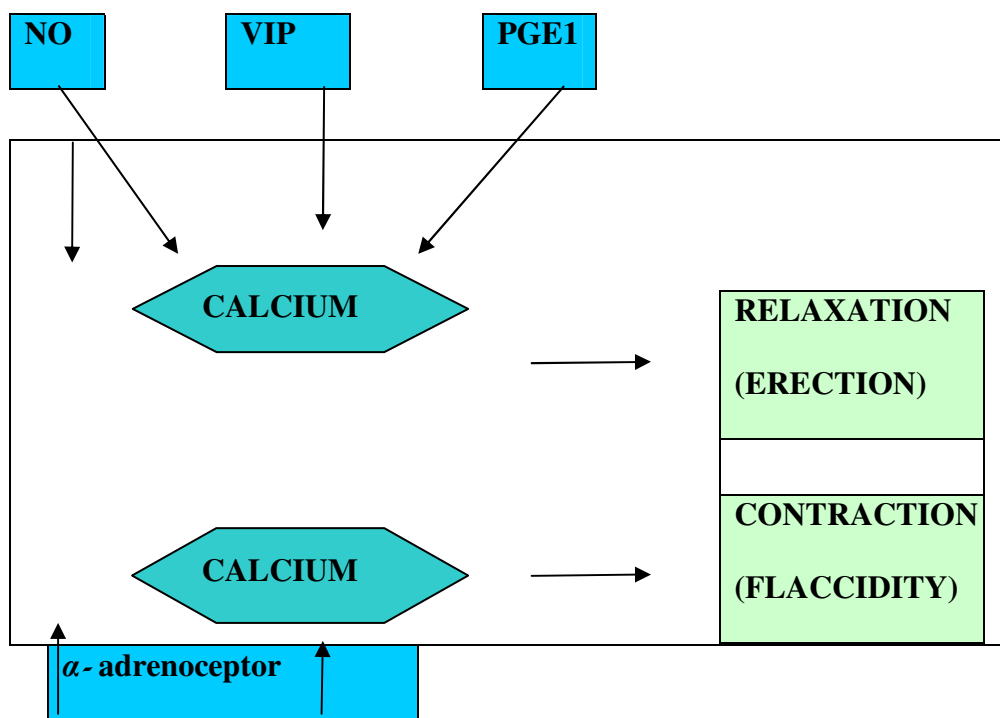 NO VIP PGE1
CALCIUM
RELAXATION
(ERECTION)
CALCIUM
CONTRACTION
(FLACCIDITY)
α- adrenoceptor